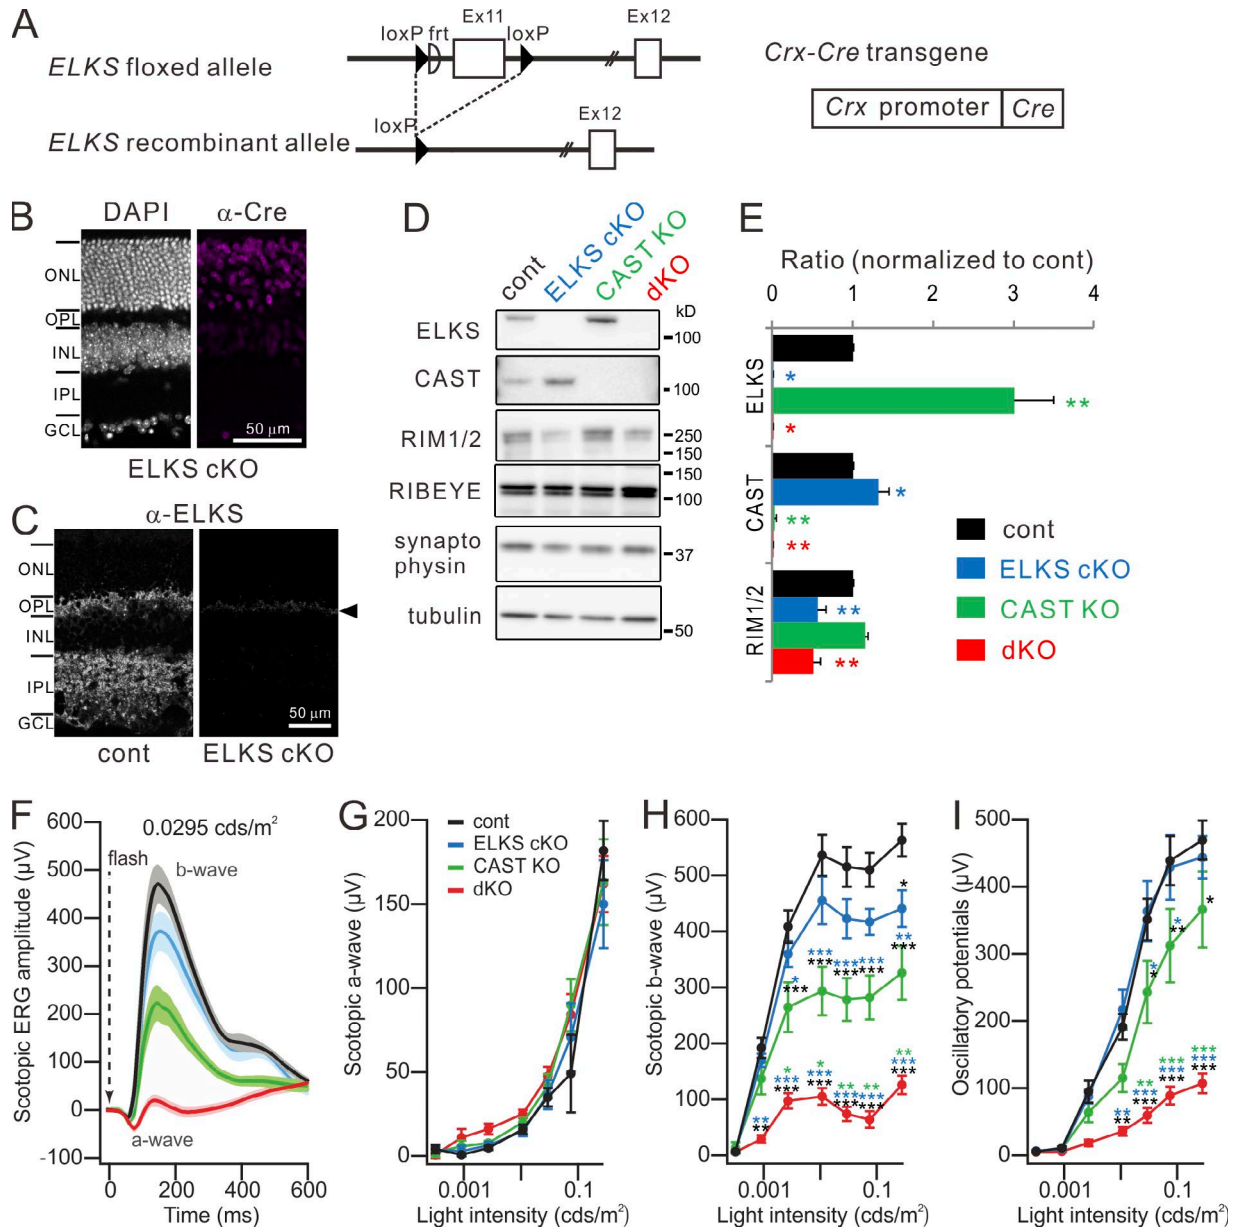 A
loxP frt Ex11 loxP Ex12
ELKS floxed allele
loxP Ex12
ELKS recombinant allele
Crx-Cre transgene
Crx promoter Cre
B
DAPI α-Cre
ONL
OPL
INL
IPL
GCL
50 μm
ELKS cKO
C
α-ELKS
ONL
OPL
INL
IPL
GCL
50 μm
cont ELKS cKO
D
cont ELKS cKO CAST KO dKO
kD
ELKS
100
CAST
100
RIM1/2
250
150
RIBEYE
150
100
synapto
physin
37
tubulin
50
E
Ratio (normalized to cont)
0 1 2 3 4
ELKS
*
**
*
CAST
*
**
**
RIM1/2
**
**
cont
ELKS cKO
CAST KO
dKO
F
Scotopic ERG amplitude (μV)
600
500
400
300
200
100
0
-100
0.0295 cds/m²
flash
b-wave
a-wave
0 200 400 600
Time (ms)
G
Scotopic a-wave (μV)
200
150
100
50
0
cont
ELKS cKO
CAST KO
dKO
0.001 0.1
Light intensity (cds/m²)
H
Scotopic b-wave (μV)
600
500
400
300
200
100
0
*
*** *** *** **
*** *** *** ***
*
***
* * ** ** **
*** *** *** *** ***
*** *** *** *** ***
**
**
0.001 0.1
Light intensity (cds/m²)
I
Oscillatory potentials (μV)
500
400
300
200
100
0
*
*
**
*
*
** *** ***
** *** *** ***
** *** *** ***
0.001 0.1
Light intensity (cds/m²)